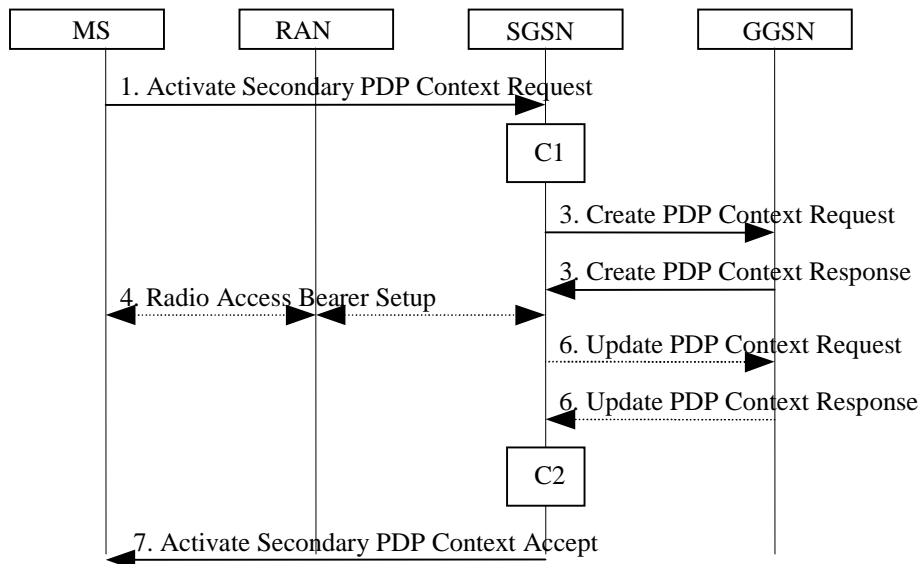 MS RAN SGSN GGSN
1. Activate Secondary PDP Context Request
C1
3. Create PDP Context Request
3. Create PDP Context Response
4. Radio Access Bearer Setup
6. Update PDP Context Request
6. Update PDP Context Response
C2
7. Activate Secondary PDP Context Accept